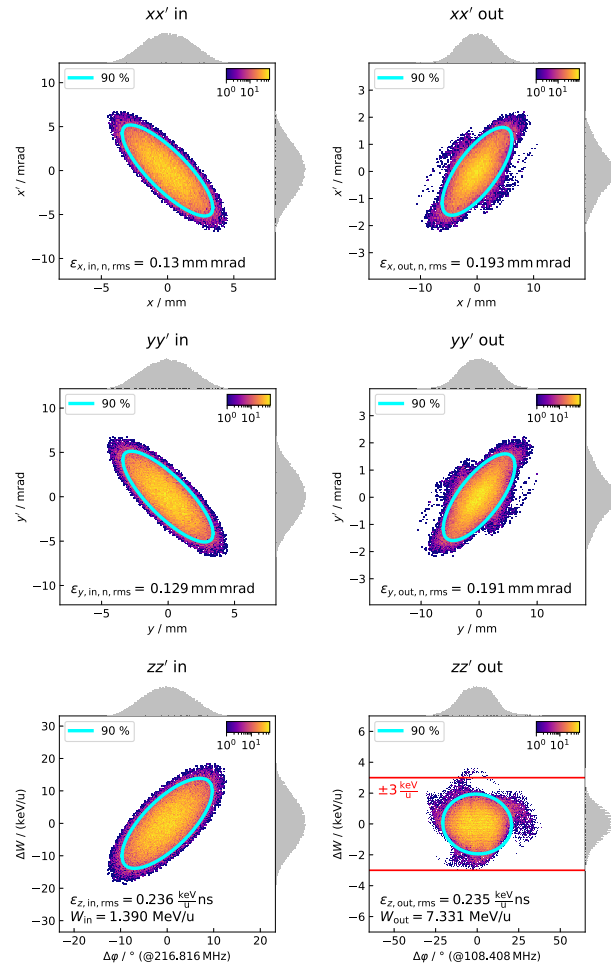 xx′ in
90 %
10⁰ 10¹
10
5
0
−5
−10
x′ / mrad
ε x, in, n, rms = 0.13 mm mrad
−5 0 5
x / mm
xx′ out
90 %
10⁰ 10¹
3
2
1
0
−1
−2
−3
x′ / mrad
ε x, out, n, rms = 0.193 mm mrad
−10 0 10
x / mm
yy′ in
90 %
10⁰ 10¹
10
5
0
−5
−10
y′ / mrad
ε y, in, n, rms = 0.129 mm mrad
−5 0 5
y / mm
yy′ out
90 %
10⁰ 10¹
3
2
1
0
−1
−2
−3
y′ / mrad
ε y, out, n, rms = 0.191 mm mrad
−10 0 10
y / mm
zz′ in
90 %
10⁰ 10¹
30
20
10
0
−10
−20
−30
ΔW / (keV/u)
ε z, in, rms = 0.236 keV/u ns
W in = 1.390 MeV/u
−20 −10 0 10 20
Δφ / ° (@216.816 MHz)
zz′ out
90 %
10⁰ 10¹
6
4
2
0
−2
−4
−6
ΔW / (keV/u)
±3 keV/u
ε z, out, rms = 0.235 keV/u ns
W out = 7.331 MeV/u
−50 −25 0 25 50
Δφ / ° (@108.408 MHz)